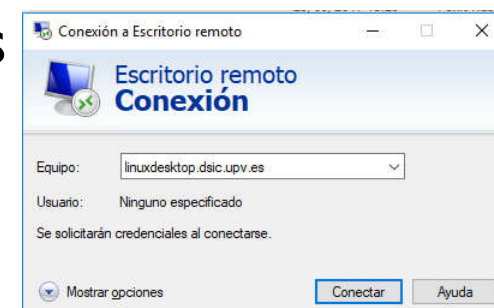 s
Conexión a Escritorio remoto
Escritorio remoto
Conexión
Equipo: linuxdesktop.dsic.upv.es
Usuario: Ninguno especificado
Se solicitarán credenciales al conectarse.
Mostrar opciones Conectar Ayuda